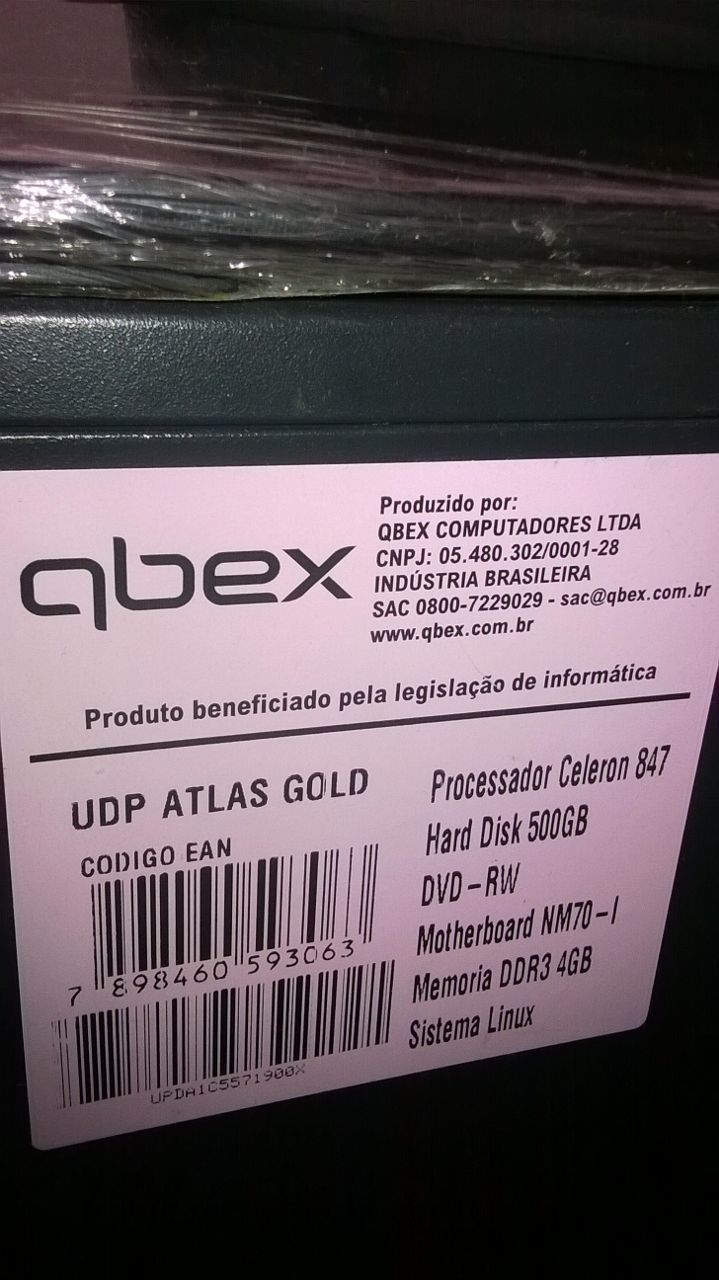 qbex
Produzido por:
QBEX COMPUTADORES LTDA
CNPJ: 05.480.302/0001-28
INDÚSTRIA BRASILEIRA
SAC 0800-7229029 - sac@qbex.com.br
www.qbex.com.br
Produto beneficiado pela legislação de informática
UDP ATLAS GOLD
CODIGO EAN
7 898460 593063
UPDA1C5571900X
Processador Celeron 847
Hard Disk 500GB
DVD-RW
Motherboard NM70-I
Memoria DDR3 4GB
Sistema Linux